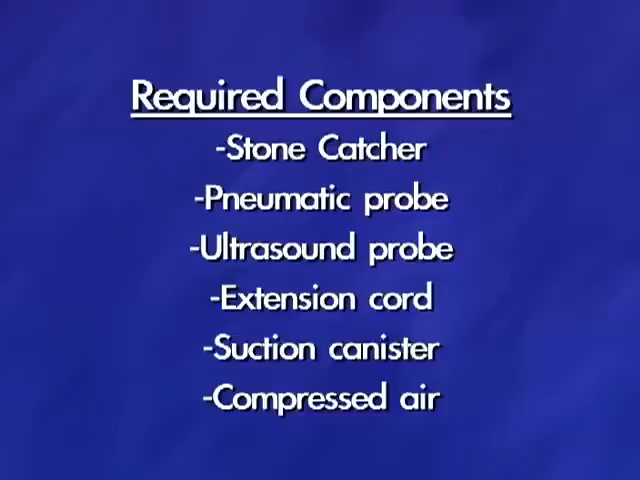 Required Components
-Stone Catcher
-Pneumatic probe
-Ultrasound probe
-Extension cord
-Suction canister
-Compressed air